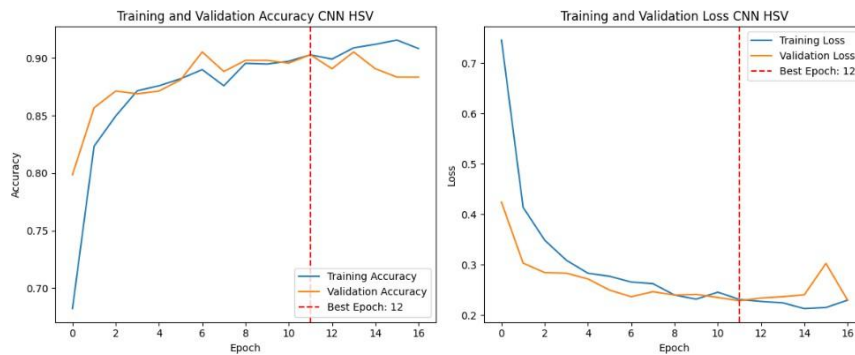 Training and Validation Accuracy CNN HSV
0.90
0.85
0.80
0.75
0.70
Accuracy
Training Accuracy
Validation Accuracy
Best Epoch: 12
0 2 4 6 8 10 12 14 16
Epoch
Training and Validation Loss CNN HSV
Training Loss
Validation Loss
Best Epoch: 12
0.7
0.6
0.5
0.4
0.3
0.2
Loss
0 2 4 6 8 10 12 14 16
Epoch